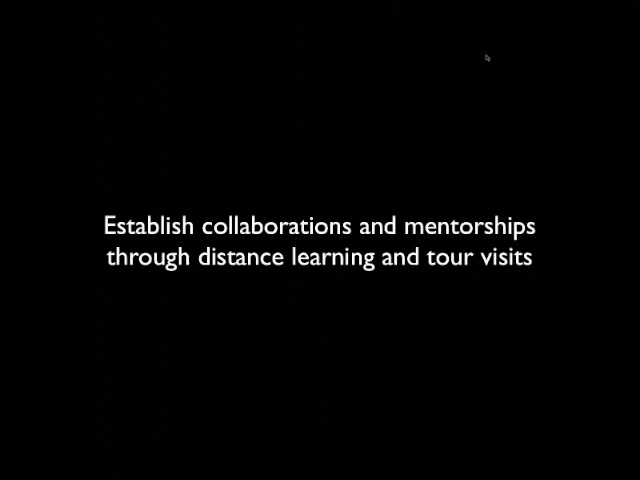 Establish collaborations and mentorships
through distance learning and tour visits